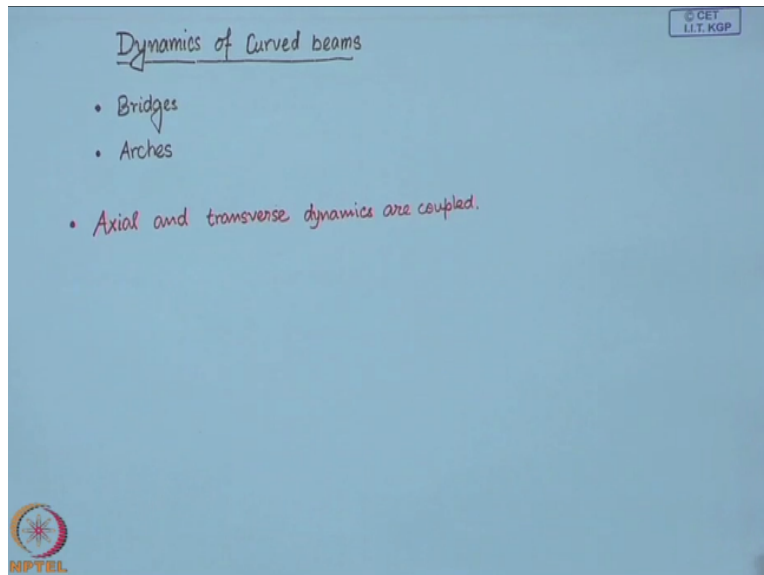 © CET
I.I.T. KGP
Dynamics of Curved beams
• Bridges
• Arches
• Axial and transverse dynamics are coupled.
NPTEL